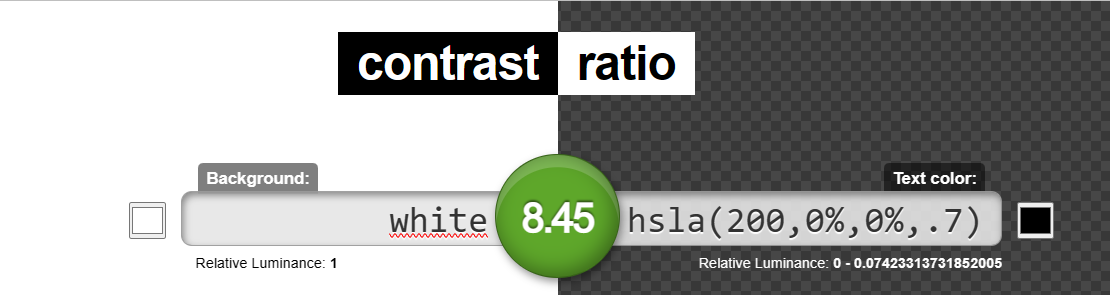 contrast ratio
Background:
Text color:
white 8.45 hsla(200,0%,0%,.7)
Relative Luminance: 1
Relative Luminance: 0 - 0.07423313731852005